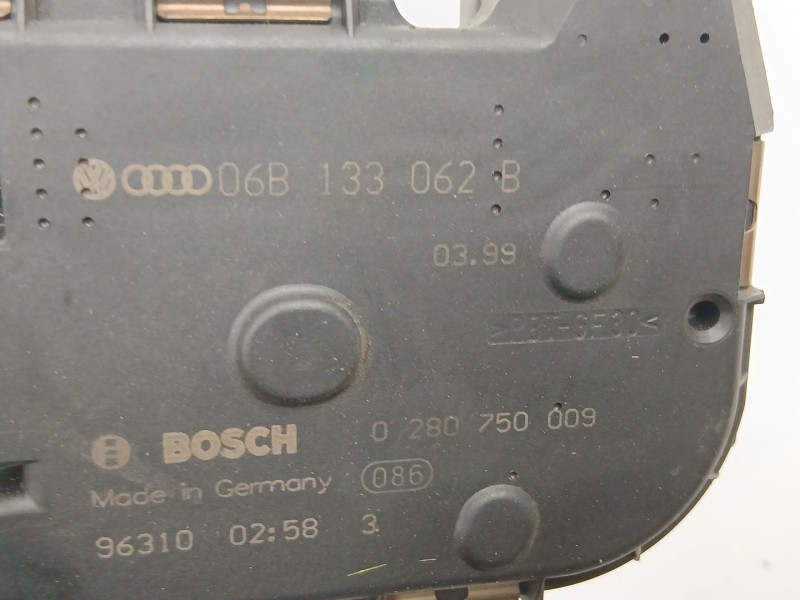 06B 133 062 B
03.99
BOSCH 0 280 750 009
Made in Germany 086
96310 02:58 3